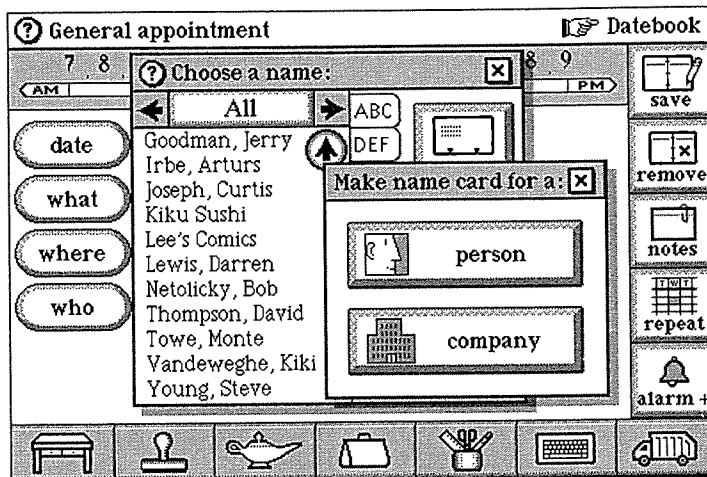 ? General appointment
Datebook
7 8
8 9
AM
PM
? Choose a name:
All
ABC
DEF
Goodman, Jerry
Irbe, Arturs
Joseph, Curtis
Kiku Sushi
Lee's Comics
Lewis, Darren
Netolicky, Bob
Thompson, David
Towe, Monte
Vandeweghe, Kiki
Young, Steve
Make name card for a:
person
company
date
what
where
who
save
remove
notes
T W T
repeat
alarm +